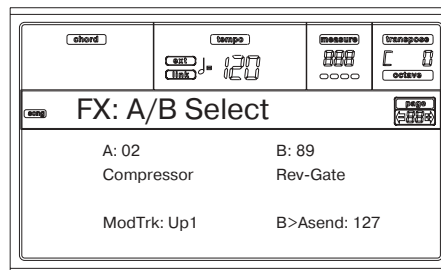 chord
tempo
measure
transpose
ext
link
♩= 120
888
C 0
octave
song
FX: A/B Select
page
88
A: 02
B: 89
Compressor
Rev-Gate
ModTrk: Up1
B>Asend: 127